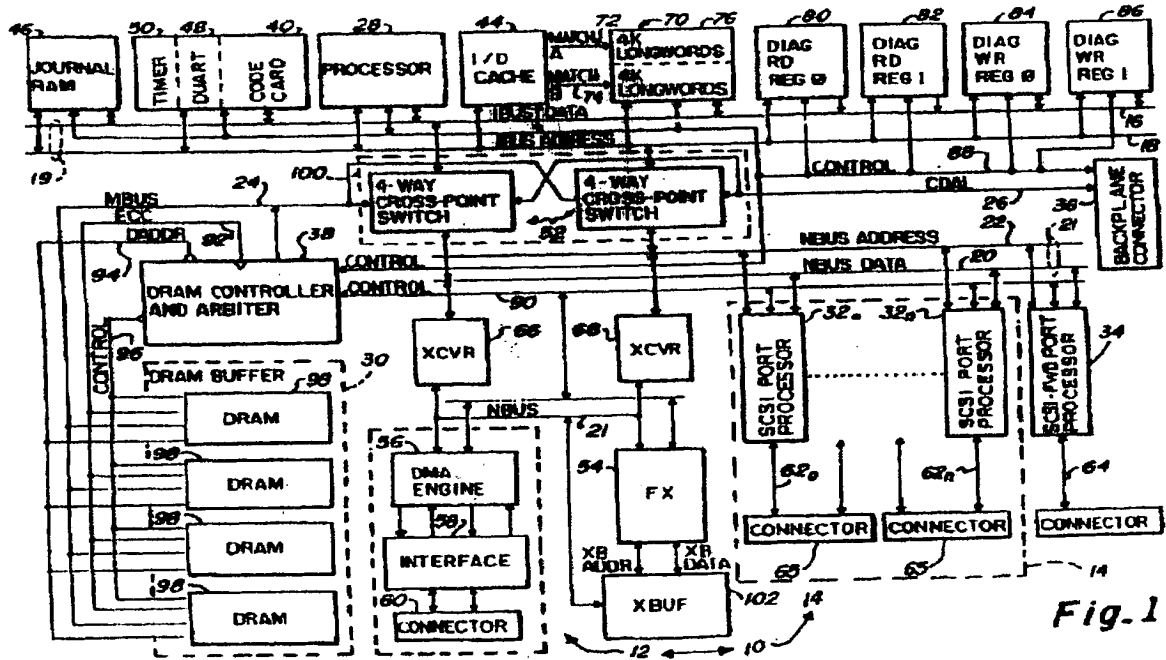 46 50 48 40 28 44 72 70 76 80 82 84 86
JOURNAL
RAM
TIMER
DUART
CODE
CARD
PROCESSOR
I/D
CACHE
MATCH
A
MATCH
B
74
4K
LONGWORDS
4K
LONGWORDS
DIAG
RD
REG 0
DIAG
RD
REG 1
DIAG
WR
REG 0
DIAG
WR
REG 1
IBUS DATA
16
IBUS ADDRESS
18
19
100
4-WAY
CROSS-POINT
SWITCH
4-WAY
CROSS-POINT
SWITCH
52
CONTROL
88
CDAL
26
36
BACKPLANE
CONNECTOR
MBUS
24
ECC
92
DADDR
94
38
DRAM CONTROLLER
AND ARBITER
CONTROL
CONTROL
90
NBUS ADDRESS
22
21
NBUS DATA
20
CONTROL
96
XCVR
66
XCVR
68
32₀
SCSI PORT
PROCESSOR
32ₙ
SCSI PORT
PROCESSOR
34
SCSI-FWD PORT
PROCESSOR
DRAM BUFFER
30
98
DRAM
98
DRAM
98
DRAM
98
DRAM
NBUS
21
56
DMA
ENGINE
58
INTERFACE
60
CONNECTOR
54
FX
XB
ADDR
XB
DATA
XBUF
102
62₀
62ₙ
64
CONNECTOR
CONNECTOR
CONNECTOR
65
65
14
12
10
14
Fig. 1